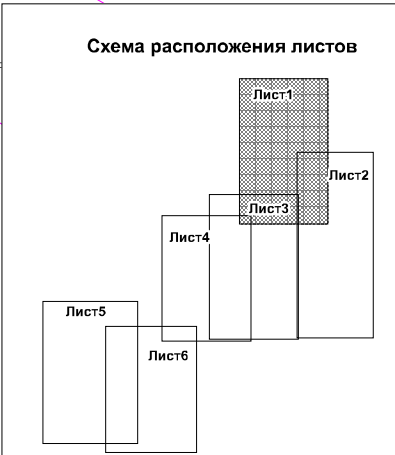 Схема расположения листов
Лист1
Лист2
Лист3
Лист4
Лист5
Лист6